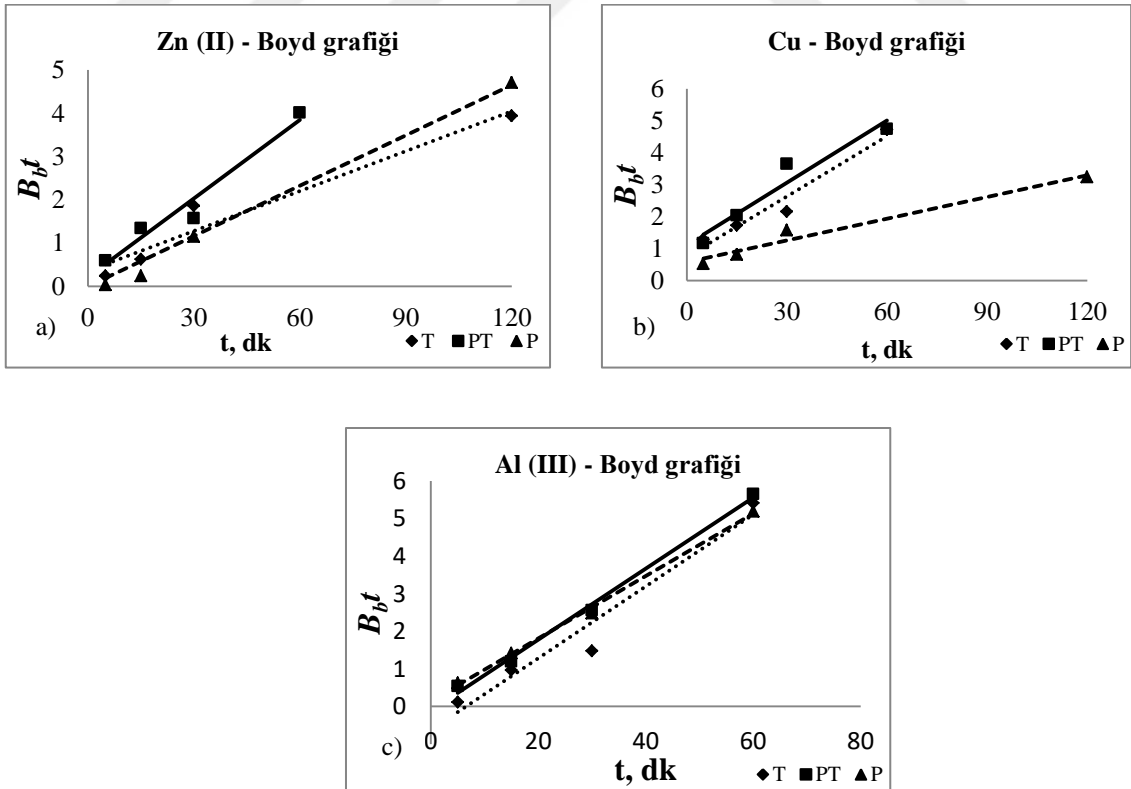 Zn (II) - Boyd grafiği
5
4
3
2
1
0
0 30 60 90 120
B_b t
t, dk
a)
T PT P
Cu - Boyd grafiği
6
5
4
3
2
1
0
0 30 60 90 120
B_b t
t, dk
b)
T PT P
Al (III) - Boyd grafiği
6
5
4
3
2
1
0
0 20 40 60 80
B_b t
t, dk
c)
T PT P